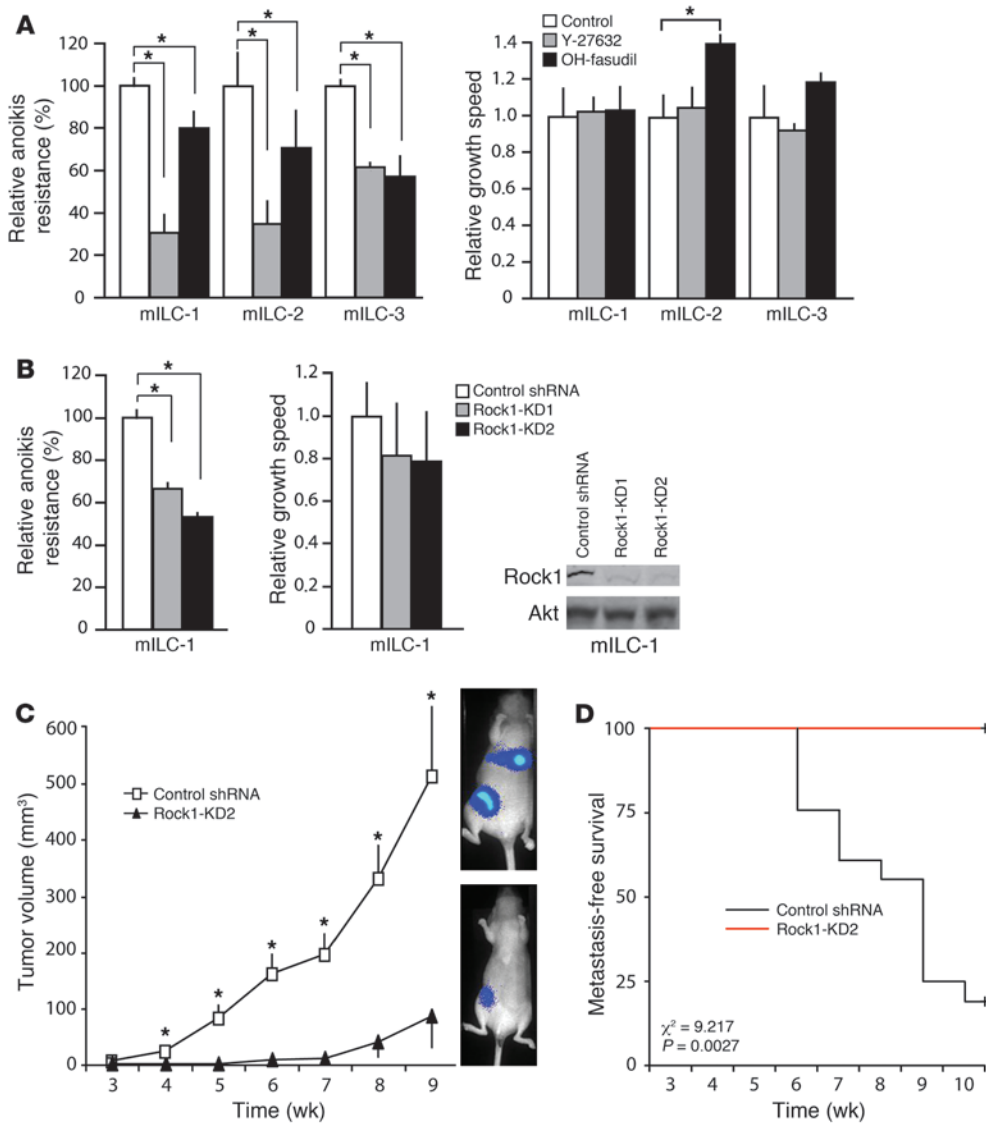 A
Relative anoikis
resistance (%)
120
100
80
60
40
20
0
* * * * * *
mILC-1 mILC-2 mILC-3
Relative growth speed
1.4
1.2
1.0
0.8
0.6
0.4
0.2
0
Control
Y-27632
OH-fasudil
*
mILC-1 mILC-2 mILC-3
B
Relative anoikis
resistance (%)
120
100
80
60
40
20
0
* *
mILC-1
Relative growth speed
1.2
1.0
0.8
0.6
0.4
0.2
0
mILC-1
Control shRNA
Rock1-KD1
Rock1-KD2
Control shRNA
Rock1-KD1
Rock1-KD2
Rock1
Akt
mILC-1
C
Tumor volume (mm³)
600
500
400
300
200
100
0
Control shRNA
Rock1-KD2
* * * * * *
3 4 5 6 7 8 9
Time (wk)
D
Metastasis-free survival
100
75
50
25
0
Control shRNA
Rock1-KD2
χ² = 9.217
P = 0.0027
3 4 5 6 7 8 9 10
Time (wk)